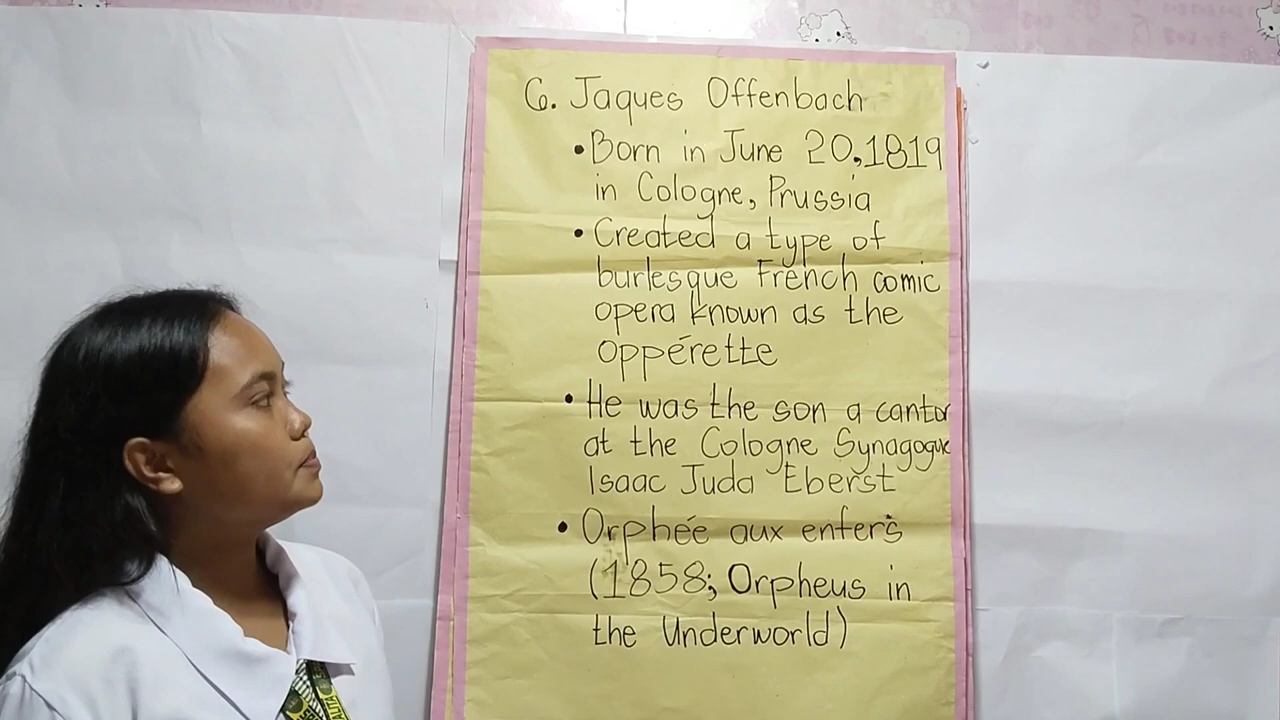 6. Jaques Offenbach
•Born in June 20,1819
in Cologne, Prussia
•Created a type of
burlesque French comic
opera known as the
oppérette
•He was the son a cantor
at the Cologne Synagogue
Isaac Juda Eberst
•Orphée aux enfers
(1858; Orpheus in
the Underworld)